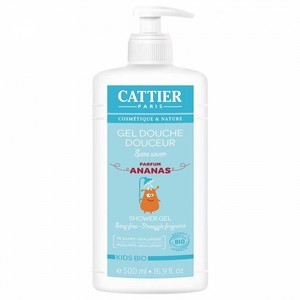 CATTIER
PARIS
COSMÉTIQUE & NATURE
GEL DOUCHE
DOUCEUR
Sans savon
PARFUM
ANANAS
SHOWER GEL
Soap free - Pineapple fragrance
BIO
KIDS BIO
e 500 ml / 16.9 fl. oz